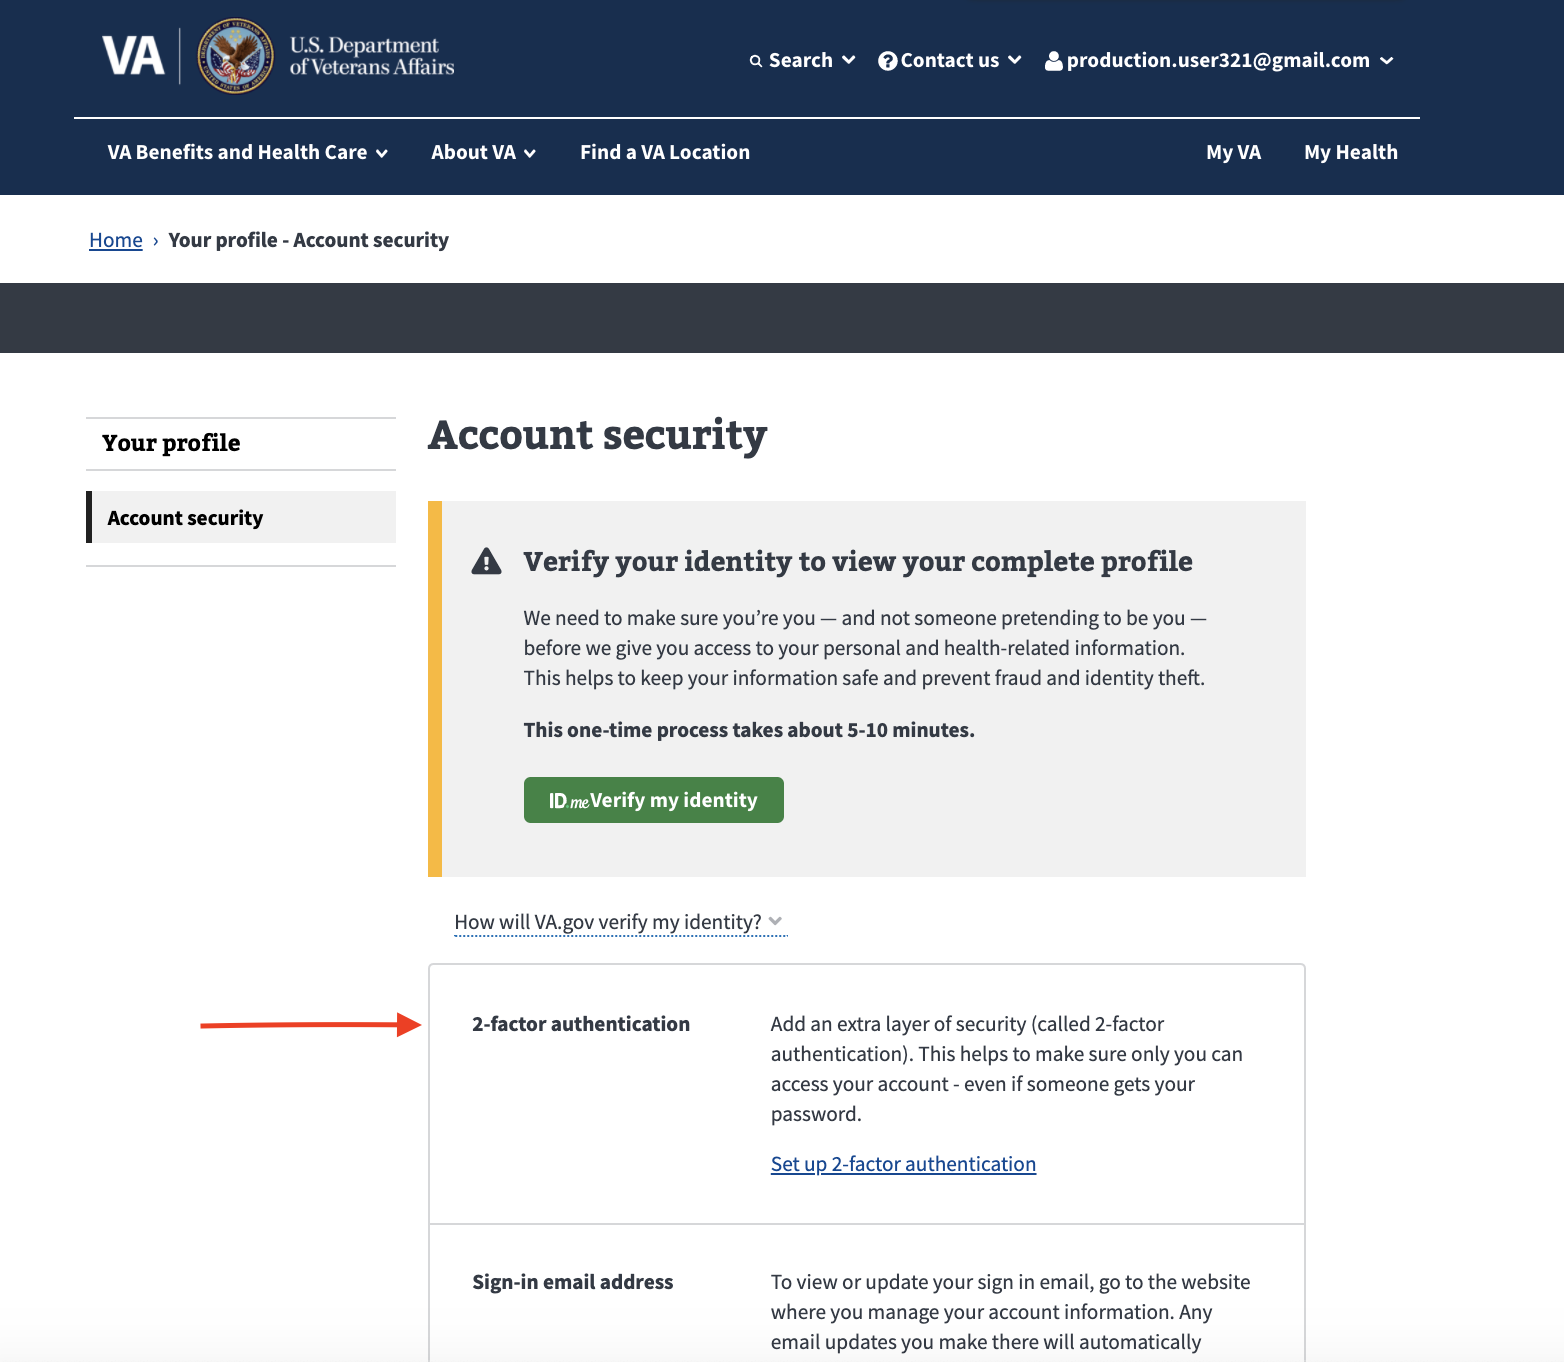 VA
U.S. Department
of Veterans Affairs
Search
Contact us
production.user321@gmail.com
VA Benefits and Health Care
About VA
Find a VA Location
My VA
My Health
Home › Your profile - Account security
Your profile
Account security
Account security
Verify your identity to view your complete profile
We need to make sure you’re you — and not someone pretending to be you —
before we give you access to your personal and health-related information.
This helps to keep your information safe and prevent fraud and identity theft.
This one-time process takes about 5-10 minutes.
ID.me Verify my identity
How will VA.gov verify my identity?
2-factor authentication
Add an extra layer of security (called 2-factor
authentication). This helps to make sure only you can
access your account - even if someone gets your
password.
Set up 2-factor authentication
Sign-in email address
To view or update your sign in email, go to the website
where you manage your account information. Any
email updates you make there will automatically